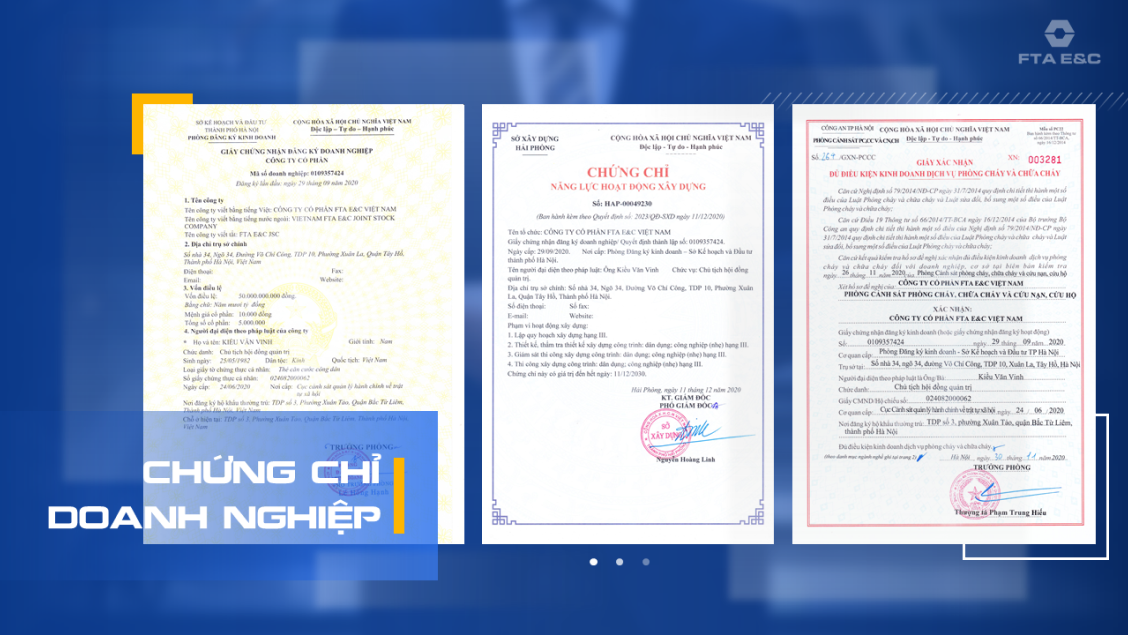 FTA E&C
SỞ KẾ HOẠCH VÀ ĐẦU TƯ
THÀNH PHỐ HÀ NỘI
PHÒNG ĐĂNG KÝ KINH DOANH
CỘNG HÒA XÃ HỘI CHỦ NGHĨA VIỆT NAM
Độc lập – Tự do – Hạnh phúc
GIẤY CHỨNG NHẬN ĐĂNG KÝ DOANH NGHIỆP
CÔNG TY CỔ PHẦN
Mã số doanh nghiệp: 0109357424
Đăng ký lần đầu: ngày 29 tháng 09 năm 2020
1. Tên công ty
Tên công ty viết bằng tiếng Việt: CÔNG TY CỔ PHẦN FTA E&C VIỆT NAM
Tên công ty viết bằng tiếng nước ngoài: VIETNAM FTA E&C JOINT STOCK
COMPANY
Tên công ty viết tắt: FTA E&C JSC
2. Địa chỉ trụ sở chính
Số nhà 34, Ngõ 34, Đường Võ Chí Công, TDP 10, Phường Xuân La, Quận Tây Hồ,
Thành phố Hà Nội, Việt Nam
Điện thoại: Fax:
Email: Website:
3. Vốn điều lệ
Vốn điều lệ: 50.000.000.000 đồng.
Bằng chữ: Năm mươi tỷ đồng
Mệnh giá cổ phần: 10.000 đồng
Tổng số cổ phần: 5.000.000
4. Người đại diện theo pháp luật của công ty
* Họ và tên: KIỀU VĂN VINH Giới tính: Nam
Chức danh: Chủ tịch hội đồng quản trị
Sinh ngày: 25/05/1982 Dân tộc: Kinh Quốc tịch: Việt Nam
Loại giấy tờ chứng thực cá nhân: Thẻ căn cước công dân
Số giấy chứng thực cá nhân: 024082000062
Ngày cấp: 24/06/2020 Nơi cấp: Cục cảnh sát quản lý hành chính về trật
tự xã hội
Nơi đăng ký hộ khẩu thường trú: TDP số 3, Phường Xuân Tảo, Quận Bắc Từ Liêm,
Thành phố Hà Nội, Việt Nam
Chỗ ở hiện tại: TDP số 3, phường Xuân Tảo, quận Bắc Từ Liêm, Thành phố Hà Nội,
Việt Nam
TRƯỞNG PHÒNG
Lê Hồng Hạnh
CHỨNG CHỈ
DOANH NGHIỆP
SỞ XÂY DỰNG
HẢI PHÒNG
CỘNG HÒA XÃ HỘI CHỦ NGHĨA VIỆT NAM
Độc lập - Tự do - Hạnh phúc
CHỨNG CHỈ
NĂNG LỰC HOẠT ĐỘNG XÂY DỰNG
Số: HAP-00049230
(Ban hành kèm theo Quyết định số: 2023/QĐ-SXD ngày 11/12/2020)
Tên tổ chức: CÔNG TY CỔ PHẦN FTA E&C VIỆT NAM
Giấy chứng nhận đăng ký doanh nghiệp/ Quyết định thành lập số: 0109357424.
Ngày cấp: 29/09/2020. Nơi cấp: Phòng Đăng ký kinh doanh – Sở Kế hoạch và Đầu tư
thành phố Hà Nội.
Tên người đại diện theo pháp luật: Ông Kiều Văn Vinh Chức vụ: Chủ tịch hội đồng
quản trị.
Địa chỉ trụ sở chính: Số nhà 34, Ngõ 34, Đường Võ Chí Công, TDP 10, Phường Xuân
La, Quận Tây Hồ, Thành phố Hà Nội.
Số điện thoại: Số fax:
E-mail: Website:
Phạm vi hoạt động xây dựng:
1. Lập quy hoạch xây dựng hạng III.
2. Thiết kế, thẩm tra thiết kế xây dựng công trình: dân dụng; công nghiệp (nhẹ) hạng III.
3. Giám sát thi công xây dựng công trình: dân dụng; công nghiệp (nhẹ) hạng III.
4. Thi công xây dựng công trình: dân dụng; công nghiệp (nhẹ) hạng III.
Chứng chỉ này có giá trị đến hết ngày: 11/12/2030.
Hải Phòng, ngày 11 tháng 12 năm 2020
KT. GIÁM ĐỐC
PHÓ GIÁM ĐỐC
SỞ
XÂY DỰNG
Nguyễn Hoàng Linh
CÔNG AN TP HÀ NỘI
PHÒNG CẢNH SÁT PCCC VÀ CNCH
CỘNG HÒA XÃ HỘI CHỦ NGHĨA VIỆT NAM
Độc lập - Tự do - Hạnh phúc
Mẫu số PC12
Số: 264 /GXN-PCCC
XN: 003281
GIẤY XÁC NHẬN
ĐỦ ĐIỀU KIỆN KINH DOANH DỊCH VỤ PHÒNG CHÁY VÀ CHỮA CHÁY
Căn cứ Nghị định số 79/2014/NĐ-CP ngày 31/7/2014 quy định chi tiết thi hành một số
điều của Luật Phòng cháy và chữa cháy và Luật sửa đổi, bổ sung một số điều của Luật
Phòng cháy và chữa cháy;
Căn cứ Điều 19 Thông tư số 66/2014/TT-BCA ngày 16/12/2014 của Bộ trưởng Bộ
Công an quy định chi tiết thi hành một số điều của Nghị định số 79/2014/NĐ-CP ngày
31/7/2014 quy định chi tiết thi hành một số điều của Luật Phòng cháy và chữa cháy và Luật
sửa đổi, bổ sung một số điều của Luật Phòng cháy và chữa cháy;
Căn cứ kết quả kiểm tra hồ sơ đề nghị xác nhận đủ điều kiện kinh doanh dịch vụ phòng
cháy và chữa cháy đối với doanh nghiệp, cơ sở tại biên bản kiểm tra
ngày 26 tháng 11 năm 2020 của Phòng Cảnh sát phòng cháy, chữa cháy và cứu nạn, cứu hộ
Xét hồ sơ đề nghị của: CÔNG TY CỔ PHẦN FTA E&C VIỆT NAM
PHÒNG CẢNH SÁT PHÒNG CHÁY, CHỮA CHÁY VÀ CỨU NẠN, CỨU HỘ
XÁC NHẬN:
CÔNG TY CỔ PHẦN FTA E&C VIỆT NAM
Giấy chứng nhận đăng ký kinh doanh (hoặc giấy chứng nhận đăng ký hoạt động)
Số: 0109357424 ngày 29 tháng 09 năm 2020
Cơ quan cấp: Phòng Đăng ký kinh doanh - Sở Kế hoạch và Đầu tư TP Hà Nội
Trụ sở tại: Số nhà 34, ngõ 34, đường Võ Chí Công, TDP 10, Xuân La, Tây Hồ, Hà Nội
Người đại diện theo pháp luật là Ông/Bà: Kiều Văn Vinh
Chức danh: Chủ tịch hội đồng quản trị
Giấy CMND/Hộ chiếu số: 024082000062
Cơ quan cấp: Cục Cảnh sát quản lý hành chính về trật tự xã hội ngày 24 - 06 - 2020
Nơi đăng ký hộ khẩu thường trú: TDP số 3, phường Xuân Tảo, quận Bắc Từ Liêm,
thành phố Hà Nội
Đủ điều kiện kinh doanh dịch vụ phòng cháy và chữa cháy.
Hà Nội, ngày 30 tháng 11 năm 2020
TRƯỞNG PHÒNG
Thượng tá Phạm Trung Hiếu